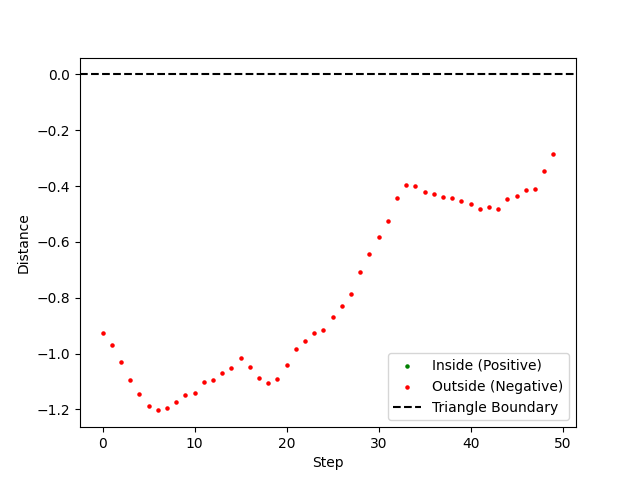 0.0
−0.2
−0.4
−0.6
−0.8
−1.0
−1.2
Distance
Inside (Positive)
Outside (Negative)
Triangle Boundary
0 10 20 30 40 50
Step